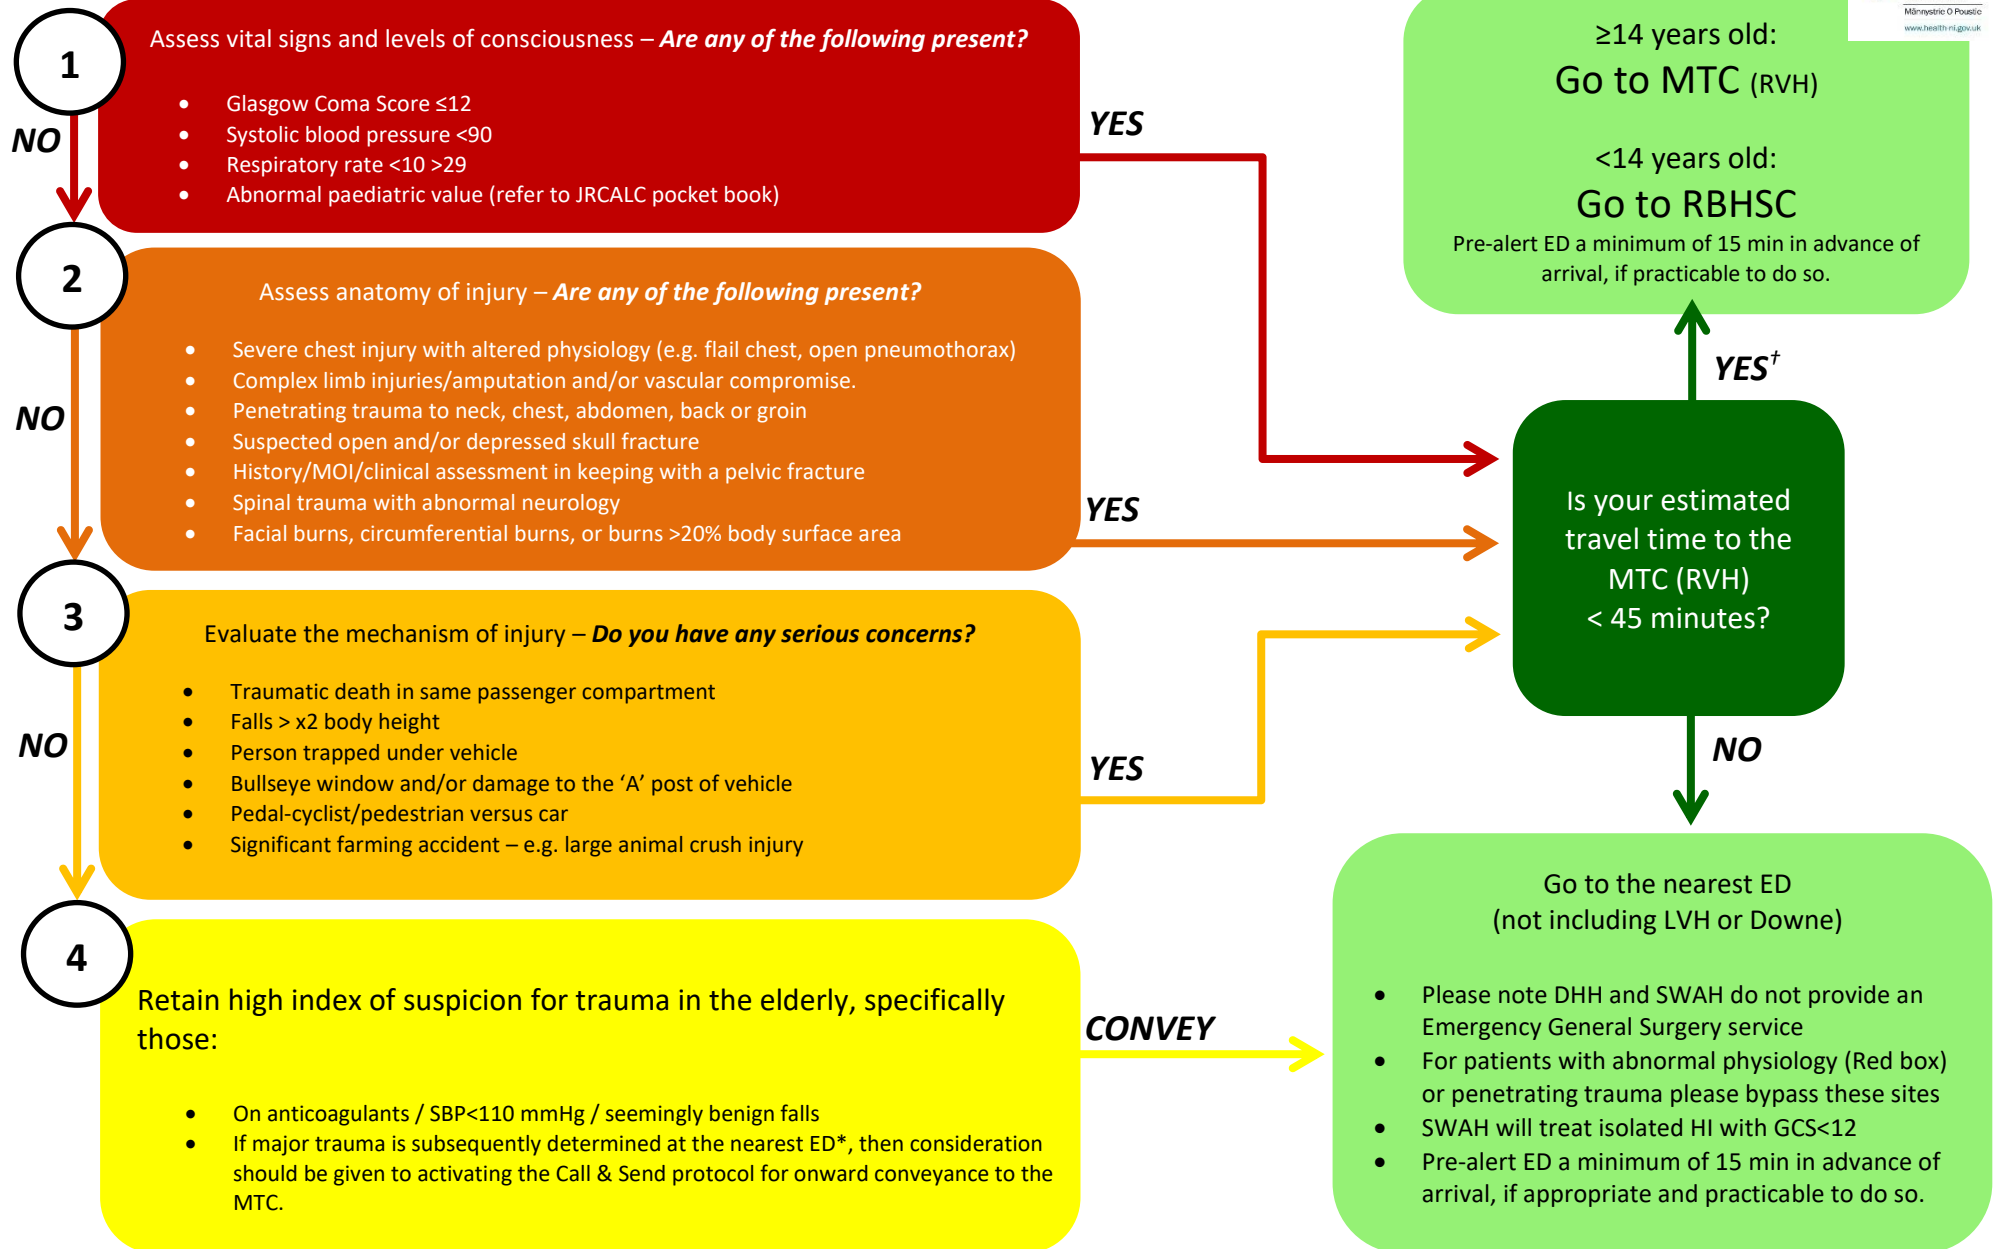 1
Assess vital signs and levels of consciousness – Are any of the following present?
• Glasgow Coma Score ≤12
• Systolic blood pressure <90
• Respiratory rate <10 >29
• Abnormal paediatric value (refer to JRCALC pocket book)
NO
YES
2
Assess anatomy of injury – Are any of the following present?
• Severe chest injury with altered physiology (e.g. flail chest, open pneumothorax)
• Complex limb injuries/amputation and/or vascular compromise.
• Penetrating trauma to neck, chest, abdomen, back or groin
• Suspected open and/or depressed skull fracture
• History/MOI/clinical assessment in keeping with a pelvic fracture
• Spinal trauma with abnormal neurology
• Facial burns, circumferential burns, or burns >20% body surface area
NO
YES
3
Evaluate the mechanism of injury – Do you have any serious concerns?
• Traumatic death in same passenger compartment
• Falls > x2 body height
• Person trapped under vehicle
• Bullseye window and/or damage to the ‘A’ post of vehicle
• Pedal-cyclist/pedestrian versus car
• Significant farming accident – e.g. large animal crush injury
NO
YES
4
Retain high index of suspicion for trauma in the elderly, specifically
those:
• On anticoagulants / SBP<110 mmHg / seemingly benign falls
• If major trauma is subsequently determined at the nearest ED*, then consideration
should be given to activating the Call & Send protocol for onward conveyance to the
MTC.
CONVEY
Männystrie O Poustie
www.health-ni.gov.uk
≥14 years old:
Go to MTC (RVH)
<14 years old:
Go to RBHSC
Pre-alert ED a minimum of 15 min in advance of
arrival, if practicable to do so.
YES†
Is your estimated
travel time to the
MTC (RVH)
< 45 minutes?
NO
Go to the nearest ED
(not including LVH or Downe)
• Please note DHH and SWAH do not provide an
Emergency General Surgery service
• For patients with abnormal physiology (Red box)
or penetrating trauma please bypass these sites
• SWAH will treat isolated HI with GCS<12
• Pre-alert ED a minimum of 15 min in advance of
arrival, if appropriate and practicable to do so.